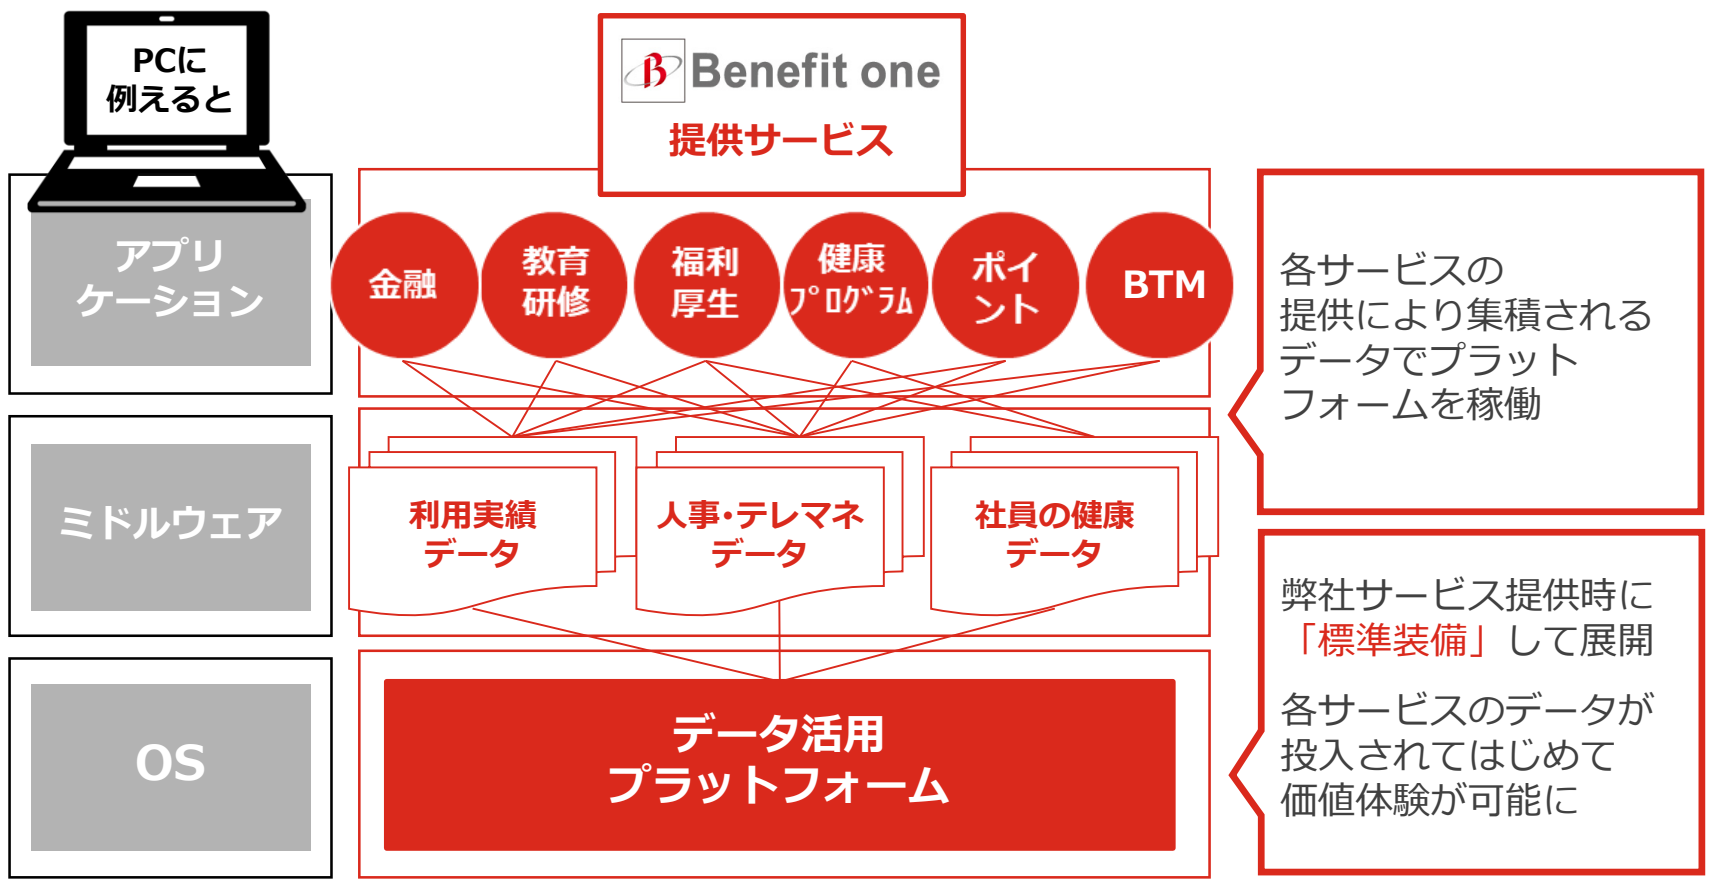 PCに
例えると
B Benefit one
提供サービス
アプリ
ケーション
金融
教育
研修
福利
厚生
健康
ﾌﾟﾛｸﾞﾗﾑ
ポイ
ント
BTM
各サービスの
提供により集積される
データでプラット
フォームを稼働
ミドルウェア
利用実績
データ
人事・テレマネ
データ
社員の健康
データ
弊社サービス提供時に
「標準装備」して展開
各サービスのデータが
投入されてはじめて
価値体験が可能に
OS
データ活用
プラットフォーム